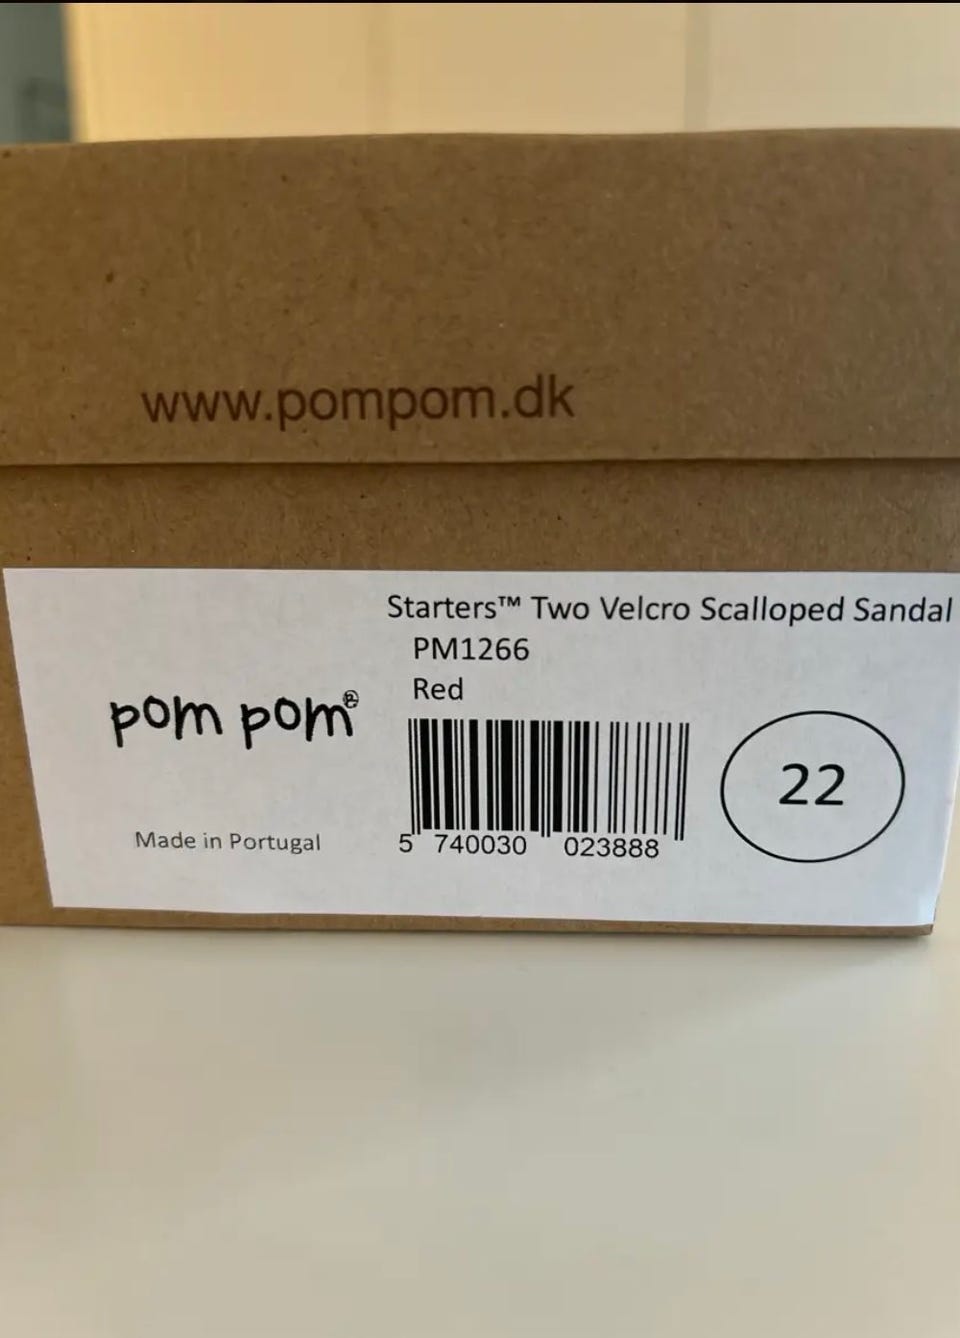 www.pompom.dk
Starters™ Two Velcro Scalloped Sandal
PM1266
Red
pom pom®
22
Made in Portugal
5 740030 023888